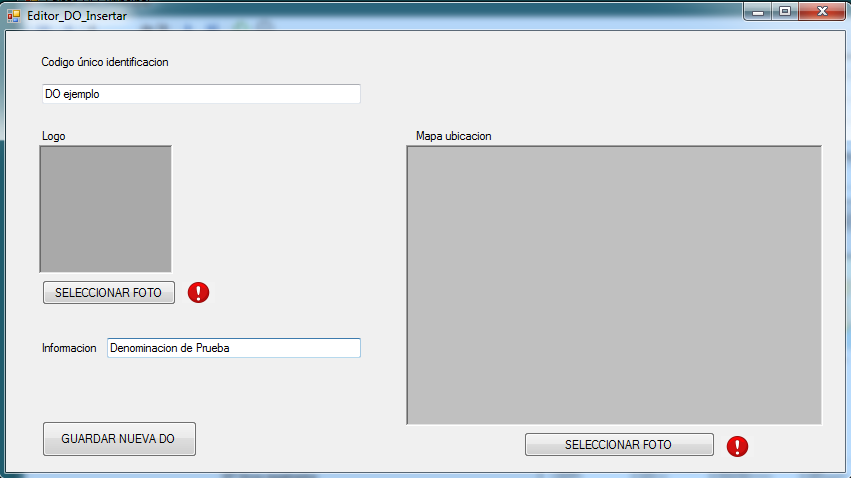 Editor_DO_Insertar
Codigo único identificacion
DO ejemplo
Logo
Mapa ubicacion
SELECCIONAR FOTO
Informacion
Denominacion de Prueba
GUARDAR NUEVA DO
SELECCIONAR FOTO